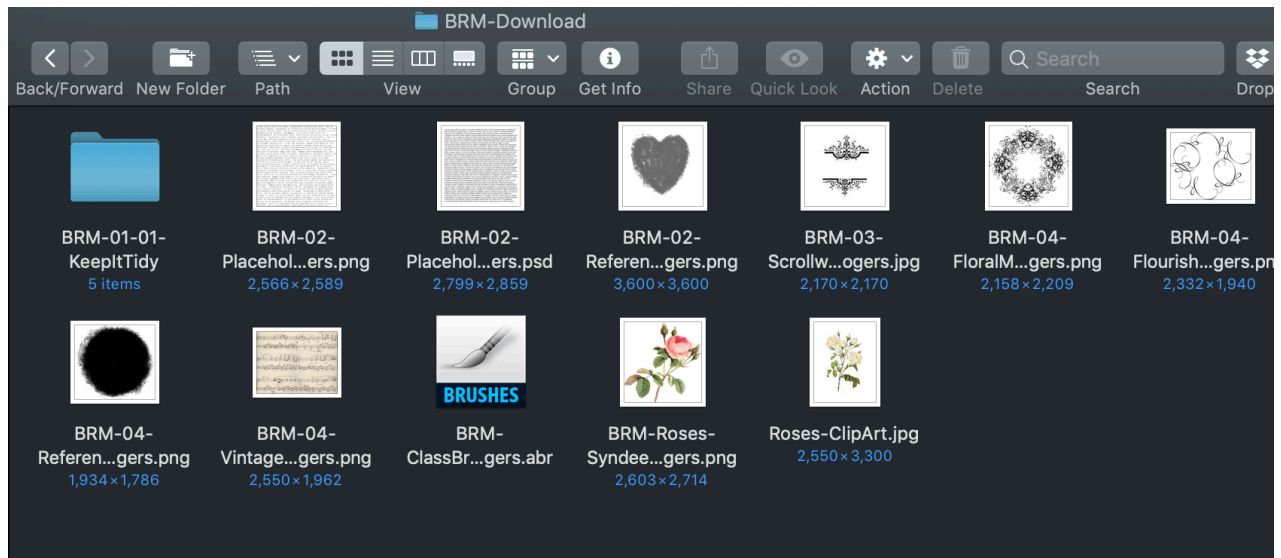 BRM-Download
Search
Back/Forward New Folder Path View Group Get Info Share Quick Look Action Delete Search Drop
BRM-01-01-
KeepItTidy
5 items
BRM-02-
Placehol...ers.png
2,566×2,589
BRM-02-
Placehol...ers.psd
2,799×2,859
BRM-02-
Referen...gers.png
3,600×3,600
BRM-03-
Scrollw...ogers.jpg
2,170×2,170
BRM-04-
FloralM...gers.png
2,158×2,209
BRM-04-
Flourish...gers.pn
2,332×1,940
BRM-04-
Referen...gers.png
1,934×1,786
BRM-04-
Vintage...gers.png
2,550×1,962
BRUSHES
BRM-
ClassBr...gers.abr
BRM-Roses-
Syndee...gers.png
2,603×2,714
Roses-ClipArt.jpg
2,550×3,300